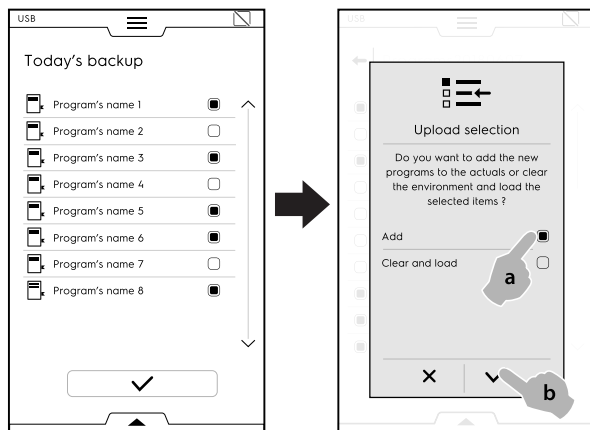 USB
Today's backup
Program's name 1
Program's name 2
Program's name 3
Program's name 4
Program's name 5
Program's name 6
Program's name 7
Program's name 8
USB
Upload selection
Do you want to add the new
programs to the actuals or clear
the environment and load the
selected items ?
Add
Clear and load
a
b